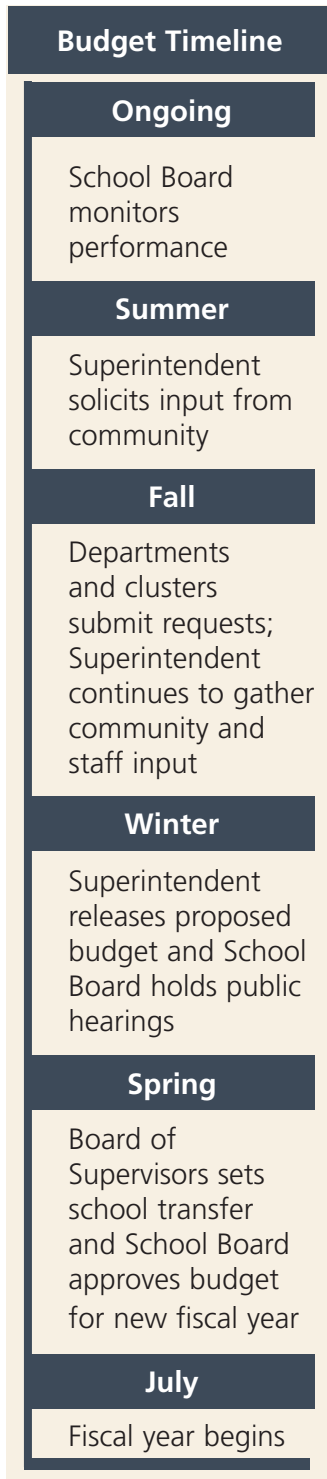 Budget Timeline
Ongoing
School Board
monitors
performance
Summer
Superintendent
solicits input from
community
Fall
Departments
and clusters
submit requests;
Superintendent
continues to gather
community and
staff input
Winter
Superintendent
releases proposed
budget and School
Board holds public
hearings
Spring
Board of
Supervisors sets
school transfer
and School Board
approves budget
for new fiscal year
July
Fiscal year begins